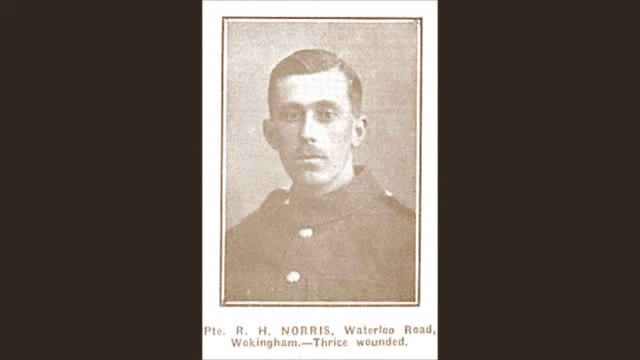 Pte. R. H. NORRIS, Waterloo Road,
Wokingham.—Thrice wounded.